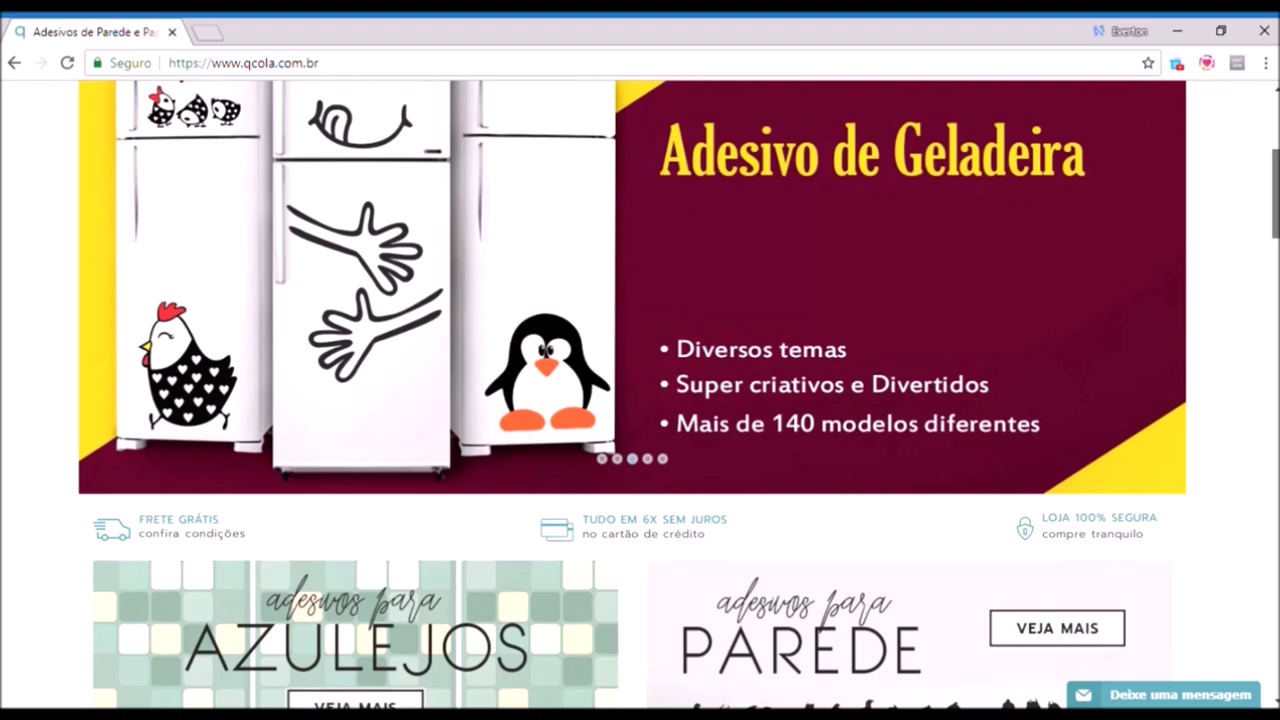 Adesivos de Parede e Pa
Everton
Seguro
https://www.qcola.com.br
Adesivo de Geladeira
• Diversos temas
• Super criativos e Divertidos
• Mais de 140 modelos diferentes
FRETE GRÁTIS
confira condições
TUDO EM 6X SEM JUROS
no cartão de crédito
LOJA 100% SEGURA
compre tranquilo
adesivos para
AZULEJOS
VEJA MAIS
adesivos para
PAREDE
VEJA MAIS
Deixe uma mensagem